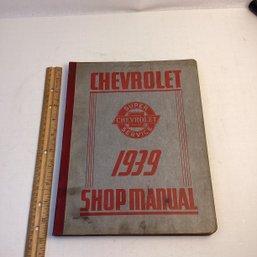 CHEVROLET
SUPER
CHEVROLET
SERVICE
1939
SHOP MANUAL